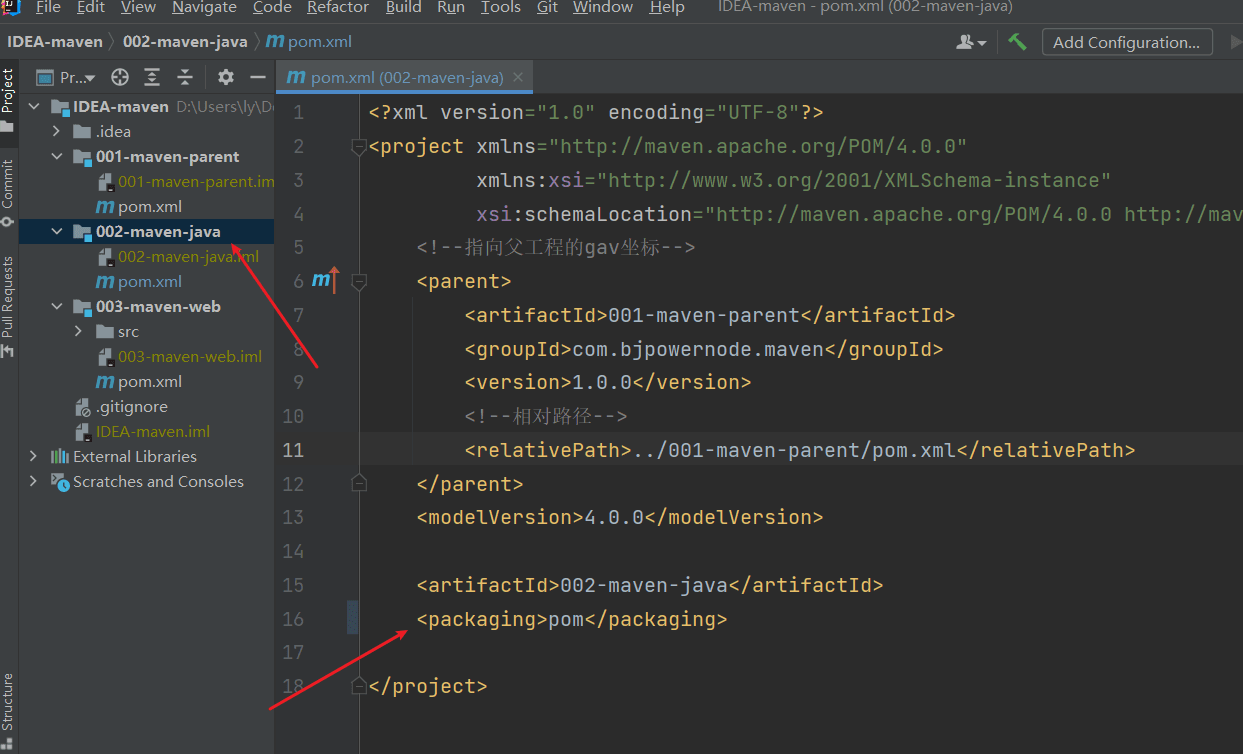 File Edit View Navigate Code Refactor Build Run Tools Git Window Help IDEA-maven - pom.xml (002-maven-java)
IDEA-maven 002-maven-java pom.xml Add Configuration...
Pr... pom.xml (002-maven-java)
Project
Commit
Pull Requests
Structure
IDEA-maven D:\Users\ly\De
.idea
001-maven-parent
001-maven-parent.im
pom.xml
002-maven-java
002-maven-java.iml
pom.xml
003-maven-web
src
003-maven-web.iml
pom.xml
.gitignore
IDEA-maven.iml
External Libraries
Scratches and Consoles
1 <?xml version="1.0" encoding="UTF-8"?>
2 <project xmlns="http://maven.apache.org/POM/4.0.0"
3 xmlns:xsi="http://www.w3.org/2001/XMLSchema-instance"
4 xsi:schemaLocation="http://maven.apache.org/POM/4.0.0 http://mav
5 <!--指向父工程的gav坐标-->
6 <parent>
7 <artifactId>001-maven-parent</artifactId>
8 <groupId>com.bjpowernode.maven</groupId>
9 <version>1.0.0</version>
10 <!--相对路径-->
11 <relativePath>../001-maven-parent/pom.xml</relativePath>
12 </parent>
13 <modelVersion>4.0.0</modelVersion>
14
15 <artifactId>002-maven-java</artifactId>
16 <packaging>pom</packaging>
17
18 </project>